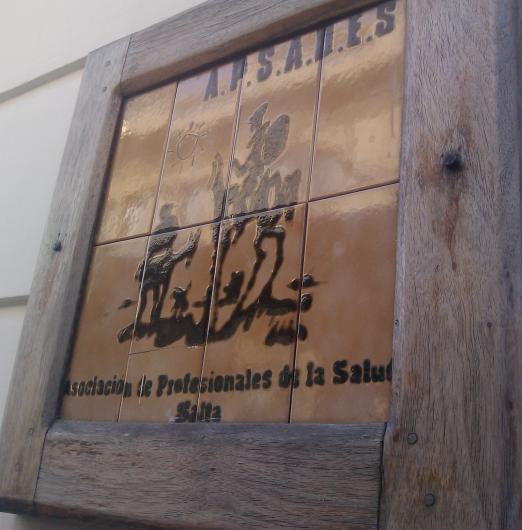 A.P.S.A.D.E.S
Asociación de Profesionales de la Salud
Salta